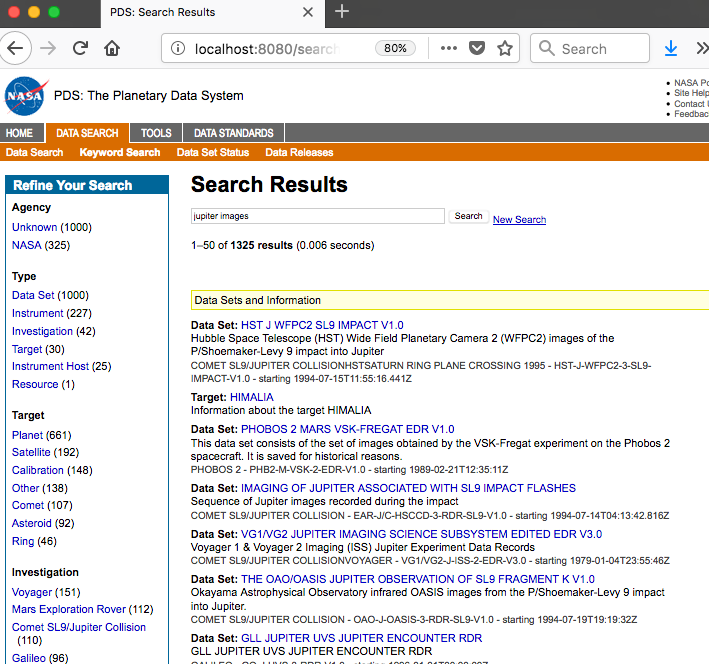 PDS: Search Results
localhost:8080/search
80%
Search
NASA
PDS: The Planetary Data System
NASA
Site Help
Contact
Feedbac
HOME
DATA SEARCH
TOOLS
DATA STANDARDS
Data Search
Keyword Search
Data Set Status
Data Releases
Refine Your Search
Agency
Unknown (1000)
NASA (325)
Type
Data Set (1000)
Instrument (227)
Investigation (42)
Target (30)
Instrument Host (25)
Resource (1)
Target
Planet (661)
Satellite (192)
Calibration (148)
Other (138)
Comet (107)
Asteroid (92)
Ring (46)
Investigation
Voyager (151)
Mars Exploration Rover (112)
Comet SL9/Jupiter Collision
(110)
Galileo (96)
Search Results
jupiter images
Search
New Search
1–50 of 1325 results (0.006 seconds)
Data Sets and Information
Data Set: HST J WFPC2 SL9 IMPACT V1.0
Hubble Space Telescope (HST) Wide Field Planetary Camera 2 (WFPC2) images of the
P/Shoemaker-Levy 9 impact into Jupiter
COMET SL9/JUPITER COLLISIONHSTSATURN RING PLANE CROSSING 1995 - HST-J-WFPC2-3-SL9-
IMPACT-V1.0 - starting 1994-07-15T11:55:16.441Z
Target: HIMALIA
Information about the target HIMALIA
Data Set: PHOBOS 2 MARS VSK-FREGAT EDR V1.0
This data set consists of the set of images obtained by the VSK-Fregat experiment on the Phobos 2
spacecraft. It is saved for historical reasons.
PHOBOS 2 - PHB2-M-VSK-2-EDR-V1.0 - starting 1989-02-21T12:35:11Z
Data Set: IMAGING OF JUPITER ASSOCIATED WITH SL9 IMPACT FLASHES
Sequence of Jupiter images recorded during the impact
COMET SL9/JUPITER COLLISION - EAR-J/C-HSCCD-3-RDR-SL9-V1.0 - starting 1994-07-14T04:13:42.816Z
Data Set: VG1/VG2 JUPITER IMAGING SCIENCE SUBSYSTEM EDITED EDR V3.0
Voyager 1 & Voyager 2 Imaging (ISS) Jupiter Experiment Data Records
COMET SL9/JUPITER COLLISIONVOYAGER - VG1/VG2-J-ISS-2-EDR-V3.0 - starting 1979-01-04T23:55:46Z
Data Set: THE OAO/OASIS JUPITER OBSERVATION OF SL9 FRAGMENT K V1.0
Okayama Astrophysical Observatory infrared OASIS images from the P/Shoemaker-Levy 9 impact
into Jupiter.
COMET SL9/JUPITER COLLISION - OAO-J-OASIS-3-RDR-SL9-V1.0 - starting 1994-07-19T19:19:32Z
Data Set: GLL JUPITER UVS JUPITER ENCOUNTER RDR
GLL JUPITER UVS JUPITER ENCOUNTER RDR